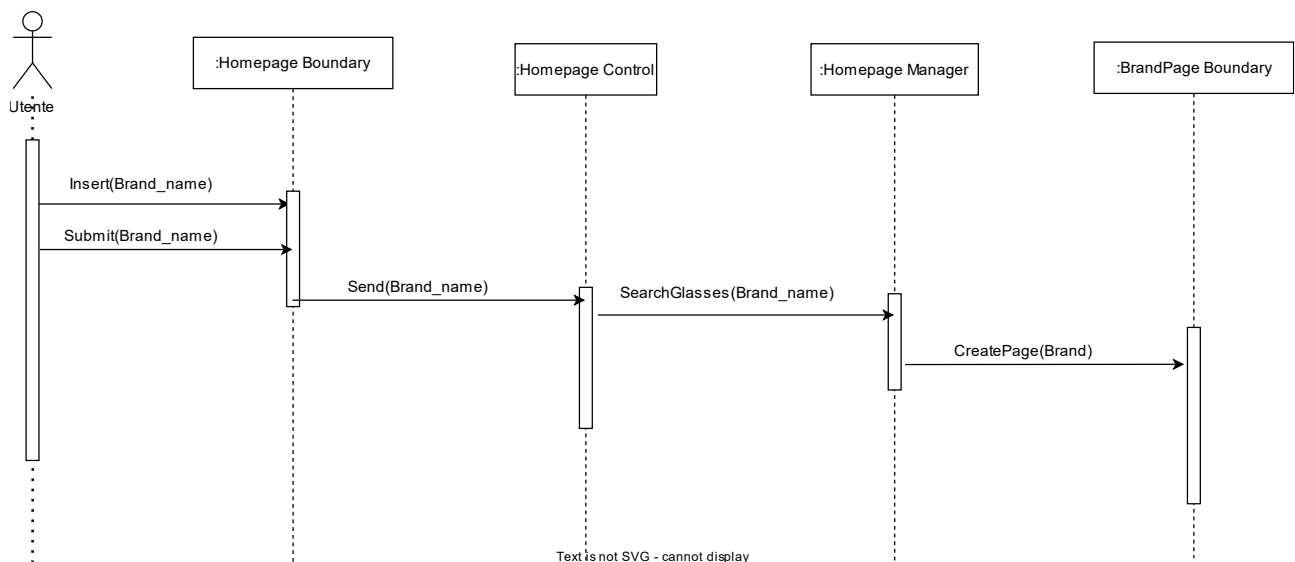 :Homepage Boundary
:Homepage Control
:Homepage Manager
:BrandPage Boundary
Utente
Insert(Brand_name)
Submit(Brand_name)
Send(Brand_name)
SearchGlasses(Brand_name)
CreatePage(Brand)
Text is not SVG - cannot display